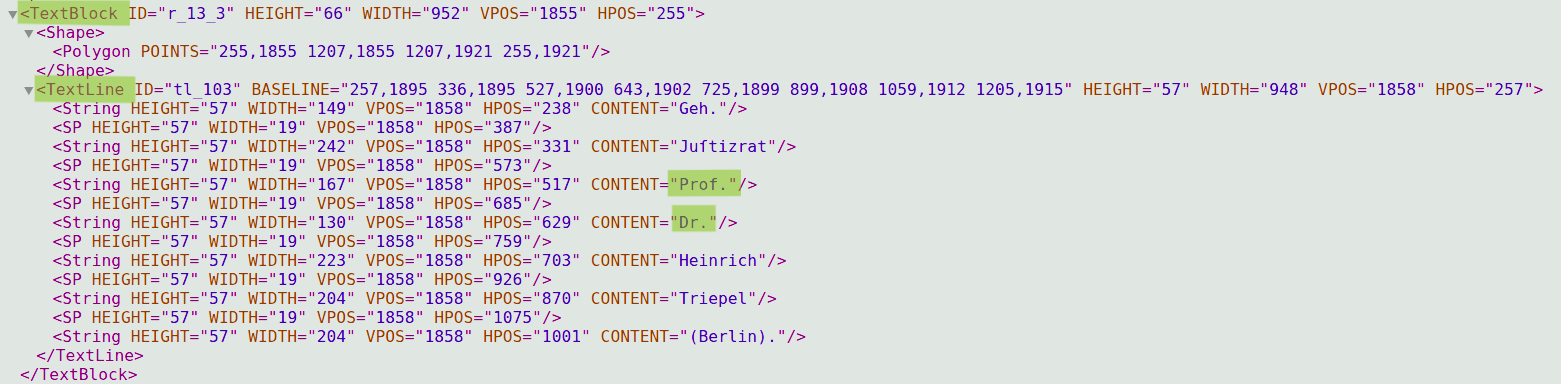 <TextBlock ID="r_13_3" HEIGHT="66" WIDTH="952" VPOS="1855" HPOS="255">
<Shape>
<Polygon POINTS="255,1855 1207,1855 1207,1921 255,1921"/>
</Shape>
<TextLine ID="tl_103" BASELINE="257,1895 336,1895 527,1900 643,1902 725,1899 899,1908 1059,1912 1205,1915" HEIGHT="57" WIDTH="948" VPOS="1858" HPOS="257">
<String HEIGHT="57" WIDTH="149" VPOS="1858" HPOS="238" CONTENT="Geh."/>
<SP HEIGHT="57" WIDTH="19" VPOS="1858" HPOS="387"/>
<String HEIGHT="57" WIDTH="242" VPOS="1858" HPOS="331" CONTENT="Juſtizrat"/>
<SP HEIGHT="57" WIDTH="19" VPOS="1858" HPOS="573"/>
<String HEIGHT="57" WIDTH="167" VPOS="1858" HPOS="517" CONTENT="Prof."/>
<SP HEIGHT="57" WIDTH="19" VPOS="1858" HPOS="685"/>
<String HEIGHT="57" WIDTH="130" VPOS="1858" HPOS="629" CONTENT="Dr."/>
<SP HEIGHT="57" WIDTH="19" VPOS="1858" HPOS="759"/>
<String HEIGHT="57" WIDTH="223" VPOS="1858" HPOS="703" CONTENT="Heinrich"/>
<SP HEIGHT="57" WIDTH="19" VPOS="1858" HPOS="926"/>
<String HEIGHT="57" WIDTH="204" VPOS="1858" HPOS="870" CONTENT="Triepel"/>
<SP HEIGHT="57" WIDTH="19" VPOS="1858" HPOS="1075"/>
<String HEIGHT="57" WIDTH="204" VPOS="1858" HPOS="1001" CONTENT="(Berlin)."/>
</TextLine>
</TextBlock>